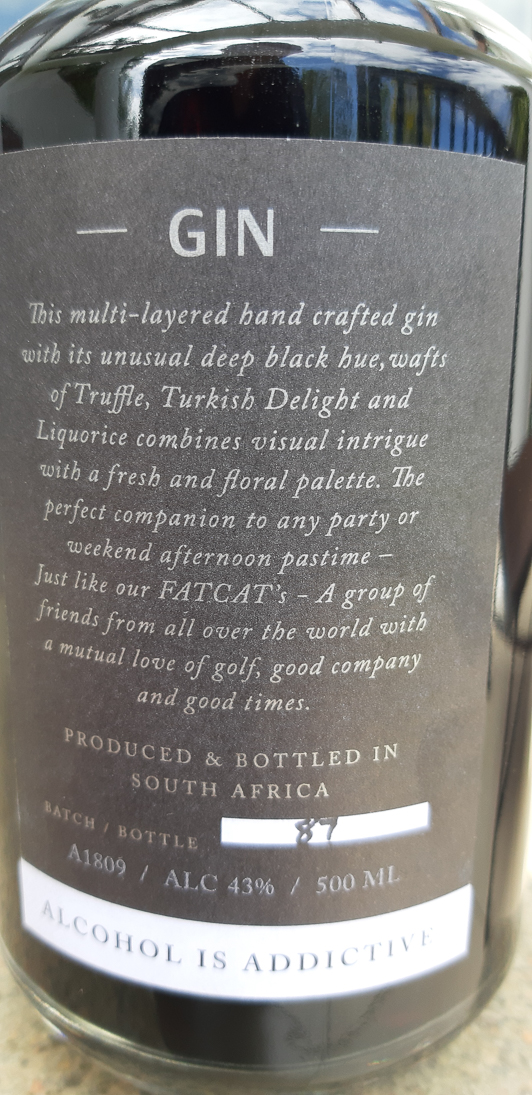 — GIN —
This multi-layered hand crafted gin
with its unusual deep black hue, wafts
of Truffle, Turkish Delight and
Liquorice combines visual intrigue
with a fresh and floral palette. The
perfect companion to any party or
weekend afternoon pastime –
Just like our FATCAT's – A group of
friends from all over the world with
a mutual love of golf, good company
and good times.
PRODUCED & BOTTLED IN
SOUTH AFRICA
BATCH / BOTTLE 87
A1809 / ALC 43% / 500 ML
ALCOHOL IS ADDICTIVE